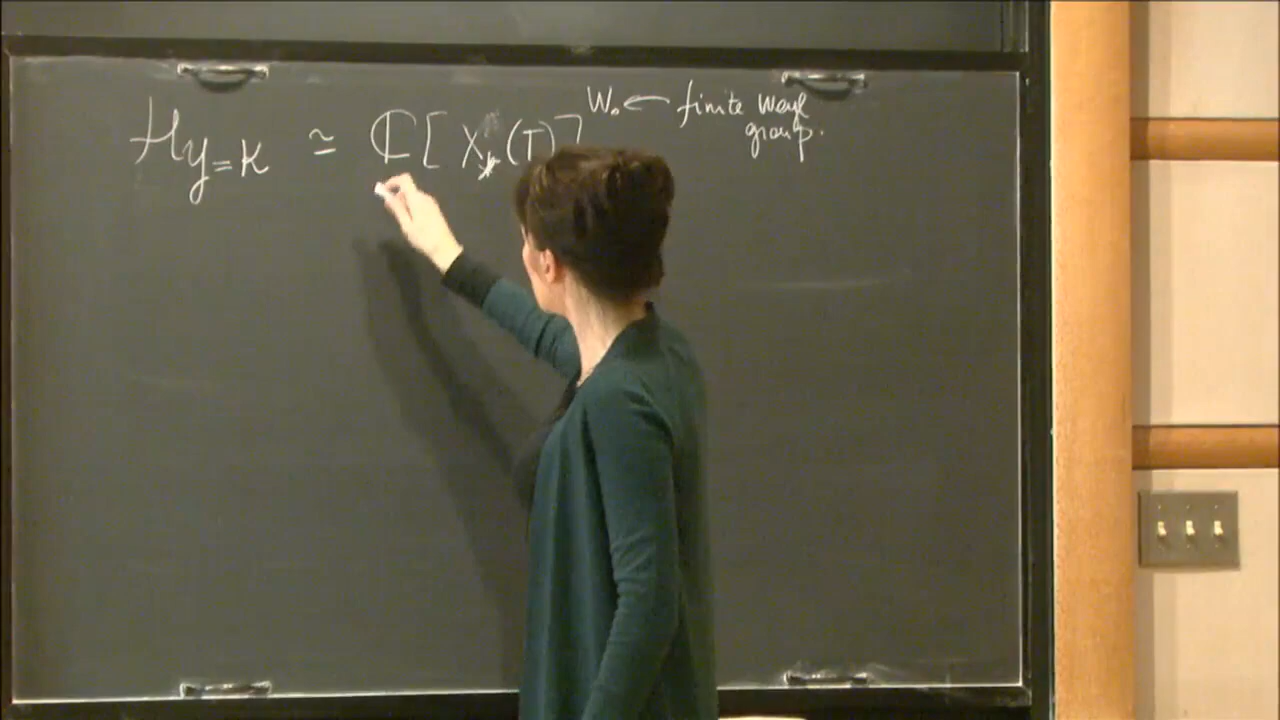 H_{y=K} ≃ ℂ[X_*(T)]^{W_0} ← finite Weyl
group.